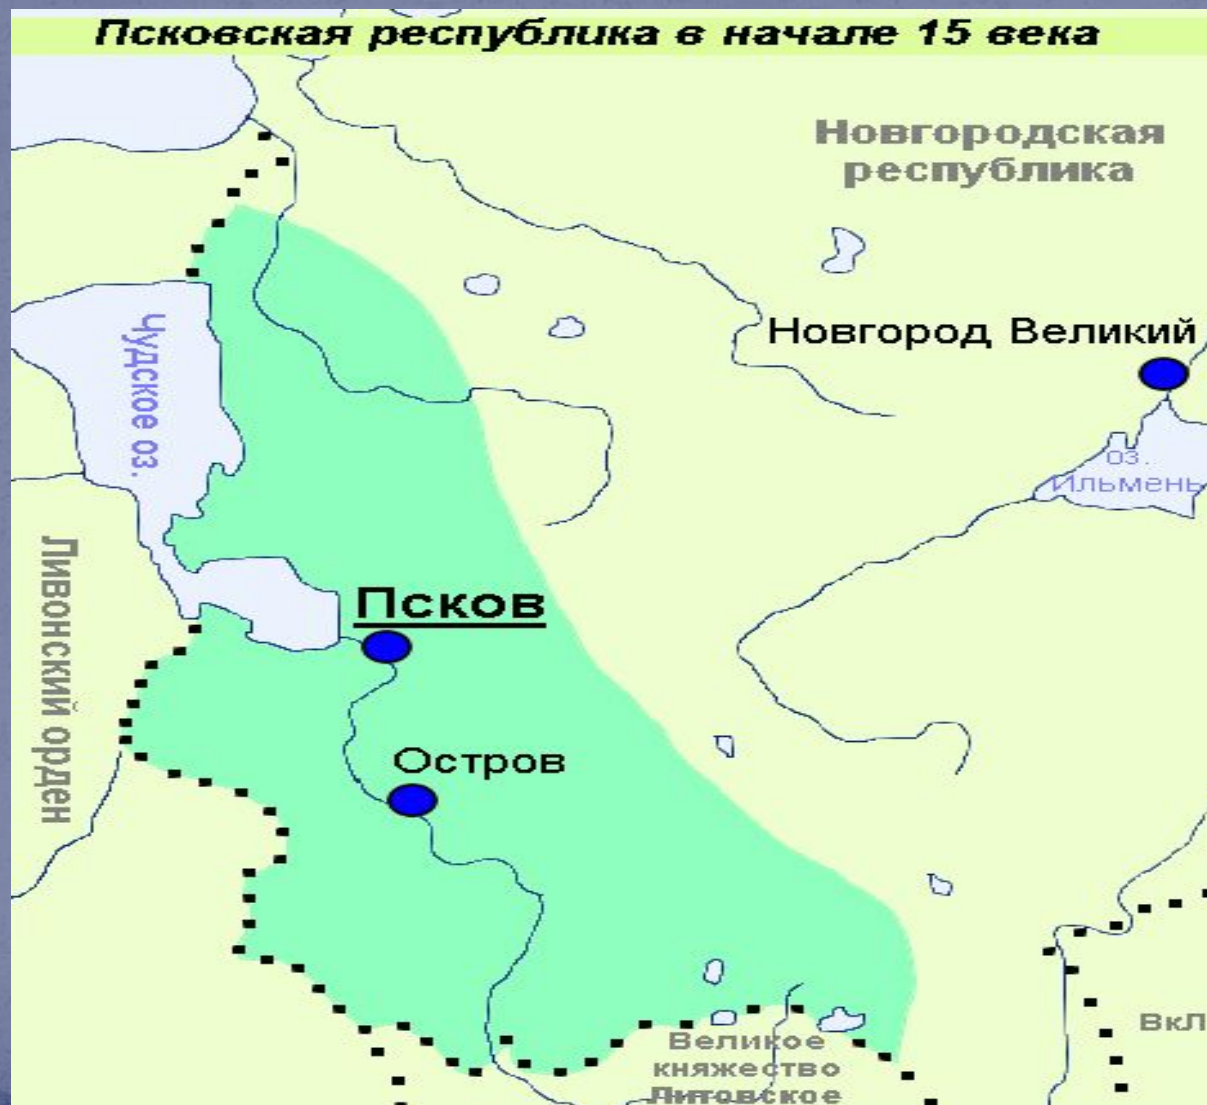 Псковская республика в начале 15 века
Новгородская
республика
Новгород Великий
Чудское оз.
оз.
Ильмень
Ливонский орден
Псков
Остров
Великое
княжество
Литовское
ВкЛ